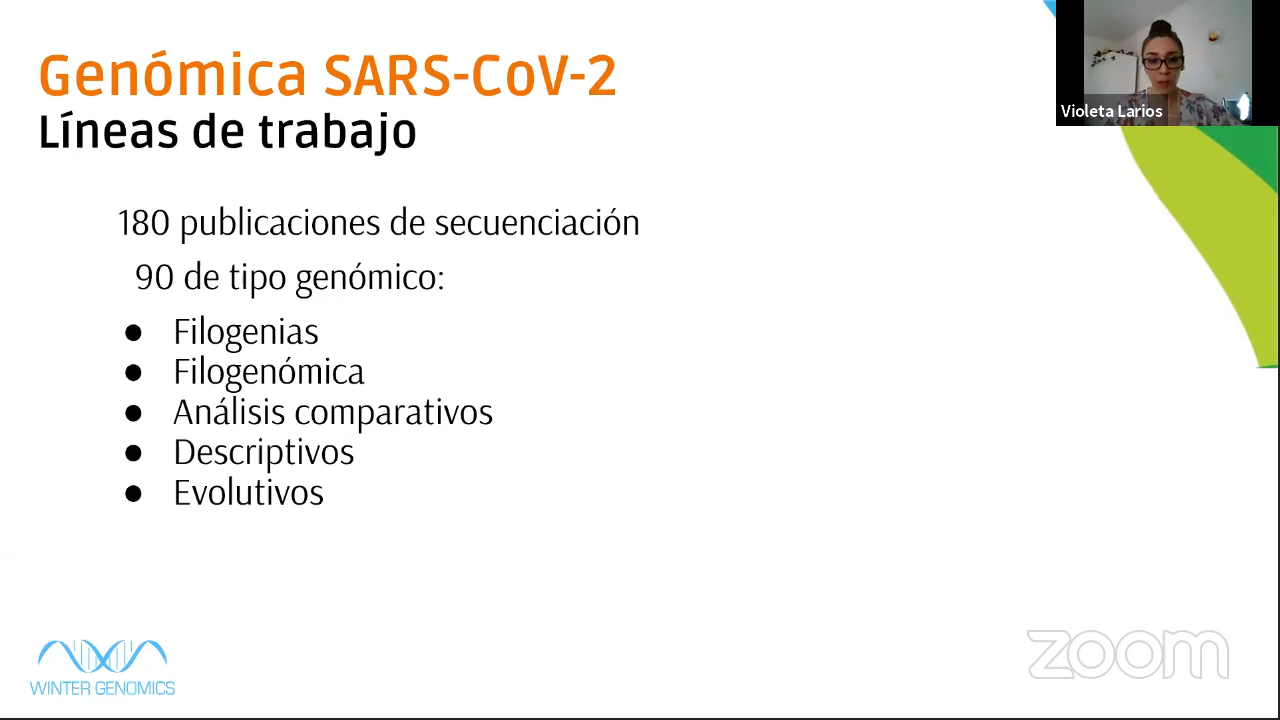 Genómica SARS-CoV-2
Líneas de trabajo
Violeta Larios
180 publicaciones de secuenciación
90 de tipo genómico:
● Filogenias
● Filogenómica
● Análisis comparativos
● Descriptivos
● Evolutivos
WINTER GENOMICS
zoom